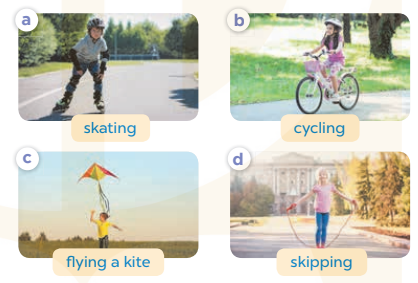 a
b
skating
cycling
c
d
flying a kite
skipping